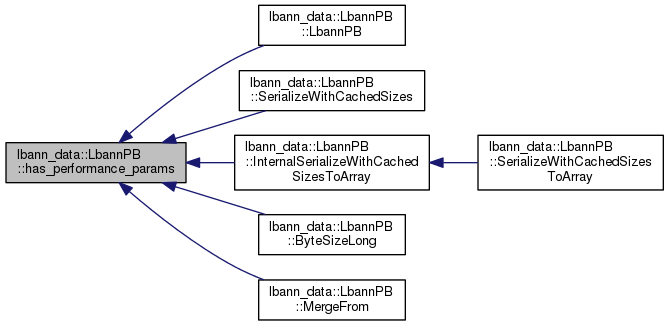 lbann_data::LbannPB
::LbannPB
lbann_data::LbannPB
::SerializeWithCachedSizes
lbann_data::LbannPB
::has_performance_params
lbann_data::LbannPB
::InternalSerializeWithCached
SizesToArray
lbann_data::LbannPB
::SerializeWithCachedSizes
ToArray
lbann_data::LbannPB
::ByteSizeLong
lbann_data::LbannPB
::MergeFrom